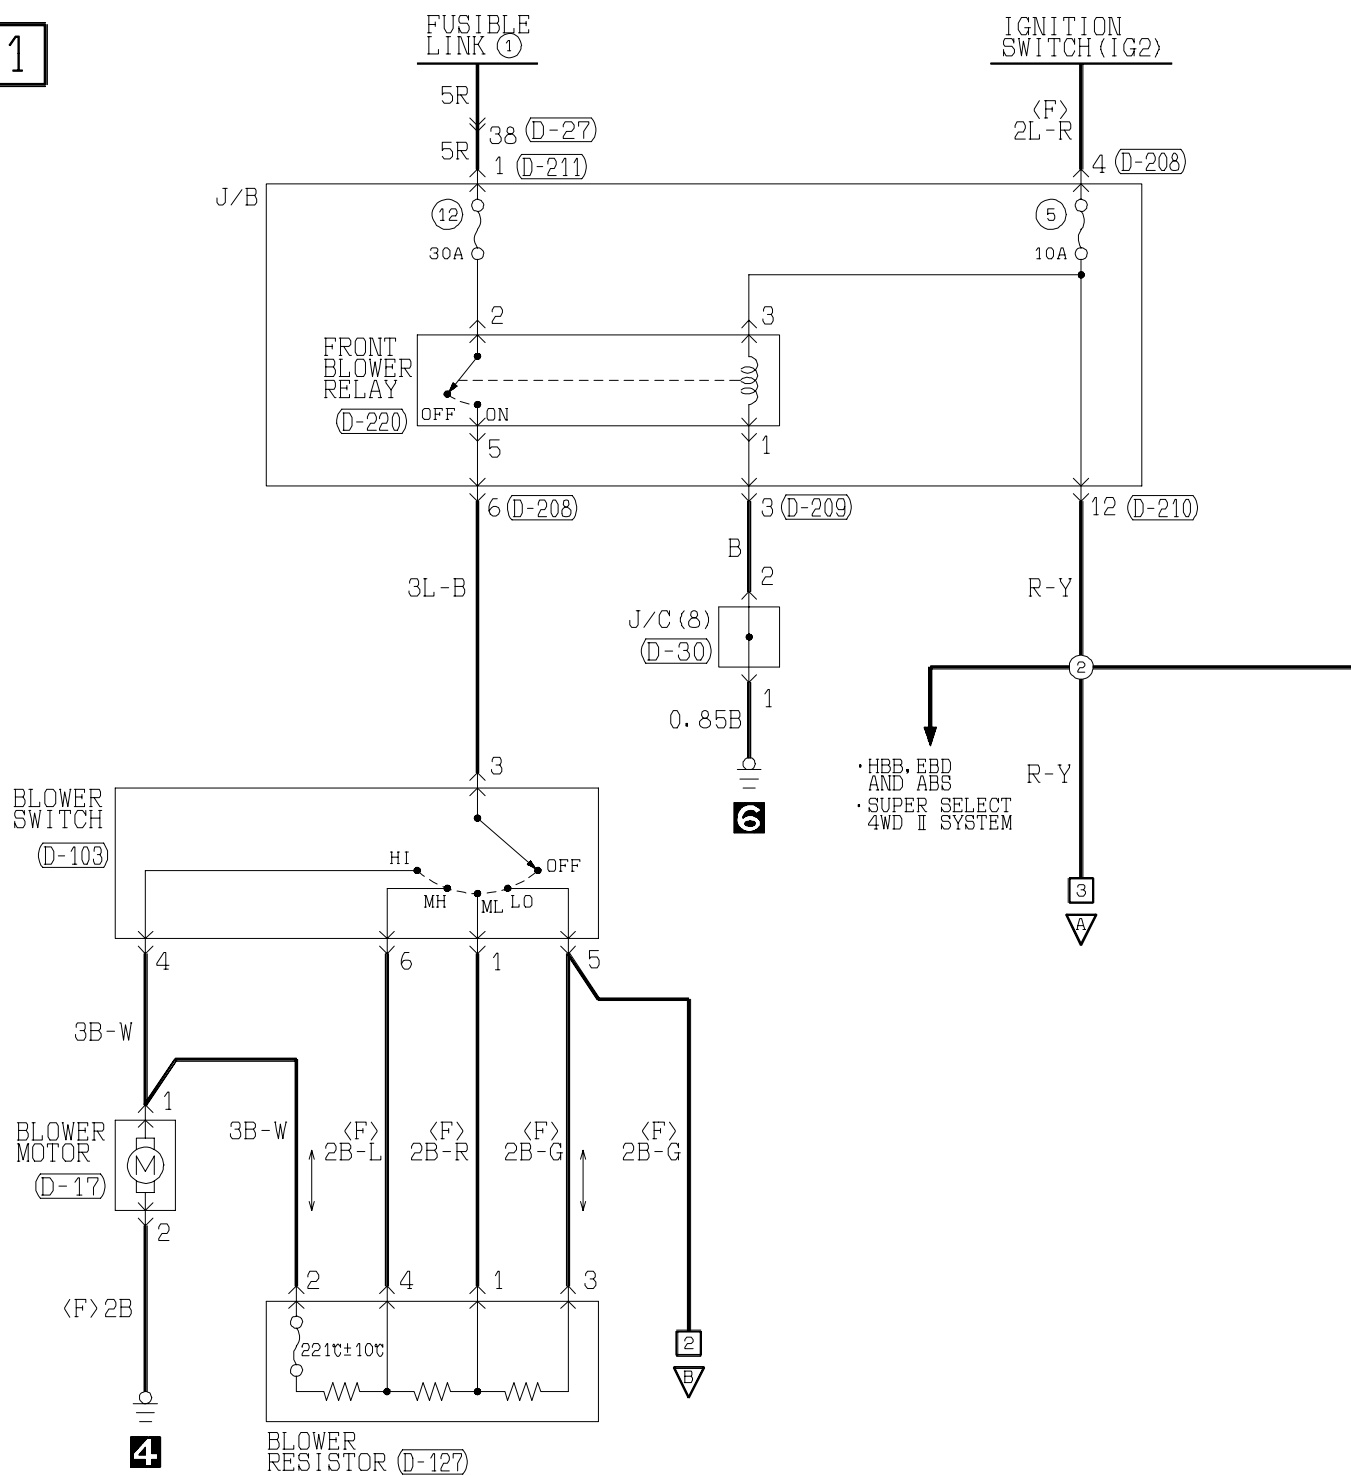 1
FUSIBLE
LINK ①
IGNITION
SWITCH(IG2)
5R
<F>
2L-R
38 (D-27)
5R
1 (D-211)
4 (D-208)
J/B
12
5
30A
10A
2
3
FRONT
BLOWER
RELAY
(D-220)
OFF
ON
5
1
6 (D-208)
3 (D-209)
12 (D-210)
B
3L-B
2
R-Y
J/C(8)
(D-30)
2
1
0.85B
3
·HBB,EBD
AND ABS
·SUPER SELECT
4WD Ⅱ SYSTEM
R-Y
BLOWER
SWITCH
(D-103)
6
HI
OFF
MH
ML
LO
3
A
4
6
1
5
3B-W
1
BLOWER
MOTOR
(D-17)
M
3B-W
<F>
2B-L
<F>
2B-R
<F>
2B-G
<F>
2B-G
2
2
4
1
3
<F>2B
221℃±10℃
2
B
4
BLOWER
RESISTOR (D-127)